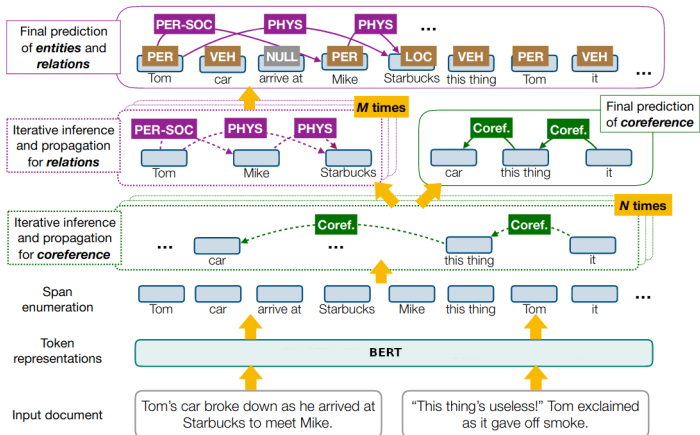 Final prediction
of entities and
relations
PER-SOC PHYS PHYS ...
PER VEH NULL PER LOC VEH PER VEH
Tom car arrive at Mike Starbucks this thing Tom it ...
M times
Iterative inference
and propagation
for relations
PER-SOC PHYS PHYS
Tom Mike Starbucks
Final prediction
of coreference
Coref. Coref.
car this thing it
N times
Iterative inference
and propagation
for coreference
Coref. Coref.
... car ... this thing it
Span
enumeration
Tom car arrive at Starbucks Mike this thing Tom it ...
Token
representations
BERT
Input document
Tom's car broke down as he arrived at
Starbucks to meet Mike.
“This thing's useless!” Tom exclaimed
as it gave off smoke.